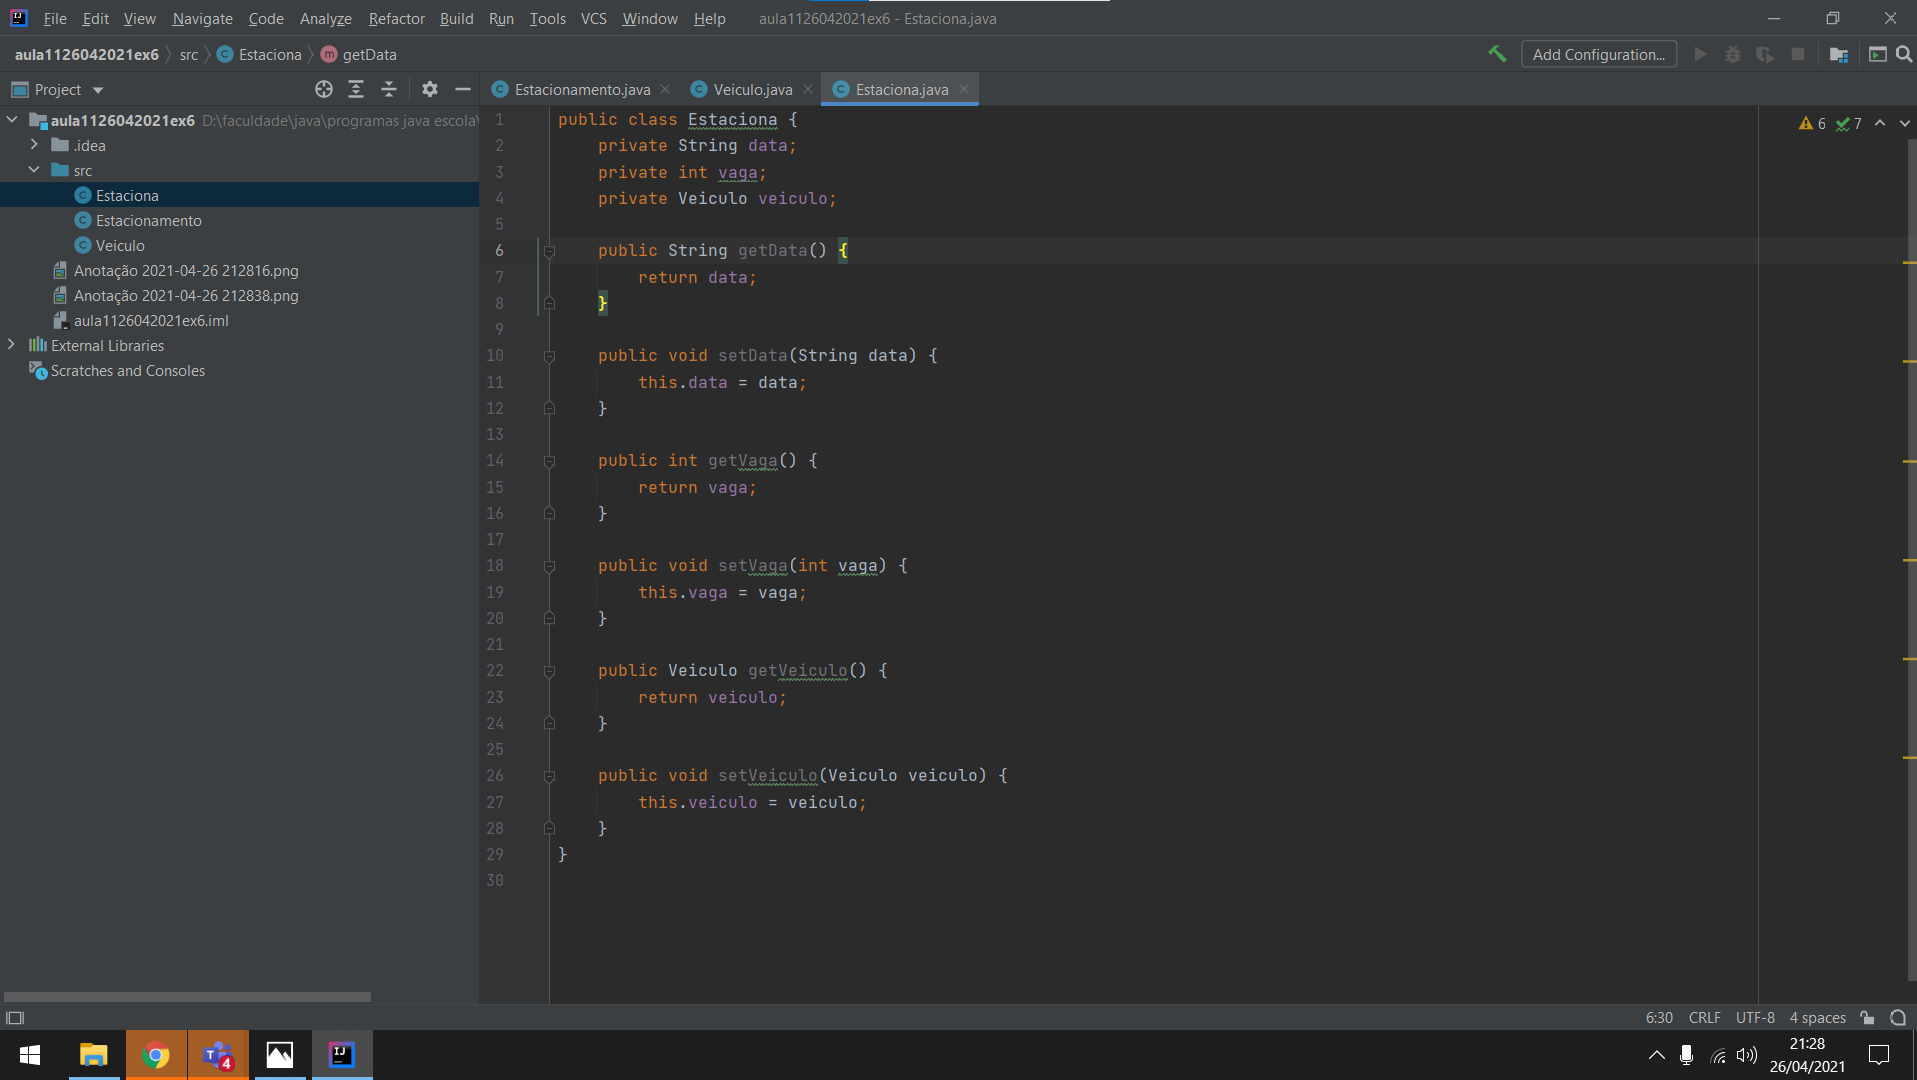 File Edit View Navigate Code Analyze Refactor Build Run Tools VCS Window Help aula1126042021ex6 - Estaciona.java
aula1126042021ex6 src Estaciona getData Add Configuration...
Project
Estacionamento.java Veiculo.java Estaciona.java
aula1126042021ex6 D:\faculdade\java\programas java escola\
.idea
src
Estaciona
Estacionamento
Veiculo
Anotação 2021-04-26 212816.png
Anotação 2021-04-26 212838.png
aula1126042021ex6.iml
External Libraries
Scratches and Consoles
6 7
1 public class Estaciona {
2 private String data;
3 private int vaga;
4 private Veiculo veiculo;
5
6 public String getData() {
7 return data;
8 }
9
10 public void setData(String data) {
11 this.data = data;
12 }
13
14 public int getVaga() {
15 return vaga;
16 }
17
18 public void setVaga(int vaga) {
19 this.vaga = vaga;
20 }
21
22 public Veiculo getVeiculo() {
23 return veiculo;
24 }
25
26 public void setVeiculo(Veiculo veiculo) {
27 this.veiculo = veiculo;
28 }
29 }
30
6:30 CRLF UTF-8 4 spaces
4
21:28
26/04/2021